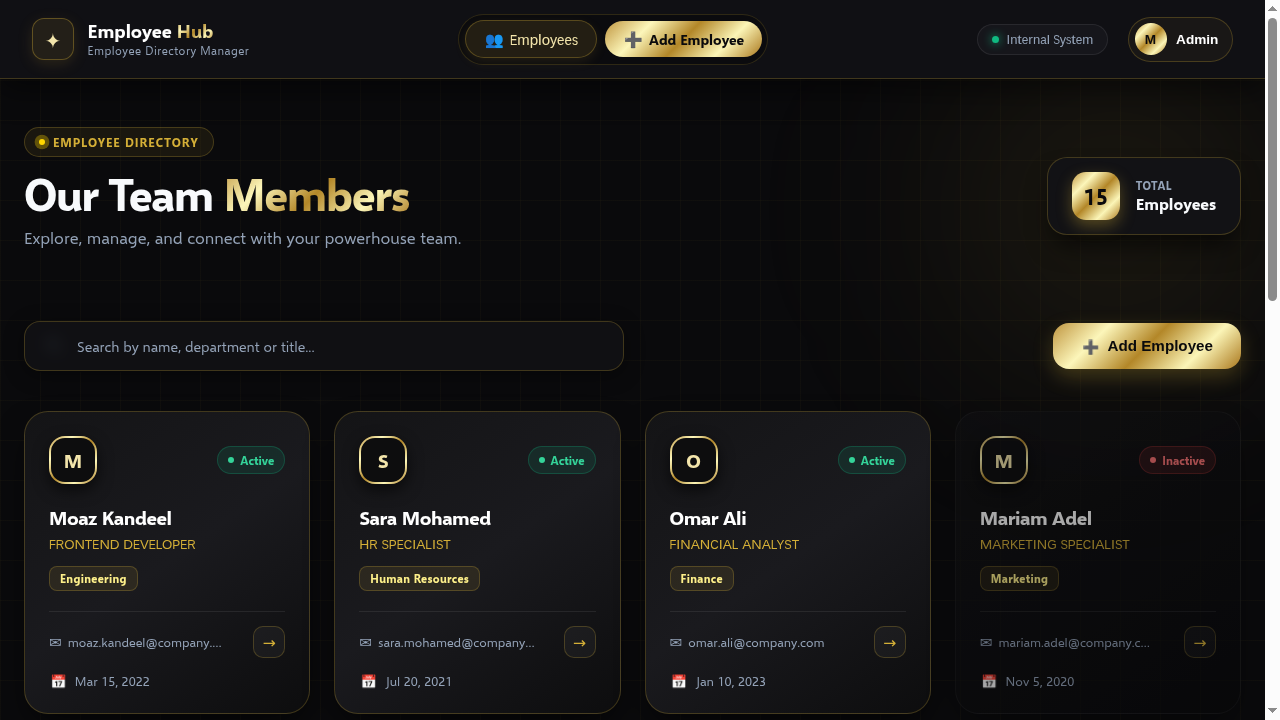 Employee Hub
Employee Directory Manager
Employees
Add Employee
Internal System
M
Admin
EMPLOYEE DIRECTORY
Our Team Members
Explore, manage, and connect with your powerhouse team.
15
TOTAL
Employees
Search by name, department or title...
Add Employee
M
Active
Moaz Kandeel
FRONTEND DEVELOPER
Engineering
moaz.kandeel@company....
Mar 15, 2022
S
Active
Sara Mohamed
HR SPECIALIST
Human Resources
sara.mohamed@company...
Jul 20, 2021
O
Active
Omar Ali
FINANCIAL ANALYST
Finance
omar.ali@company.com
Jan 10, 2023
M
Inactive
Mariam Adel
MARKETING SPECIALIST
Marketing
mariam.adel@company.c...
Nov 5, 2020